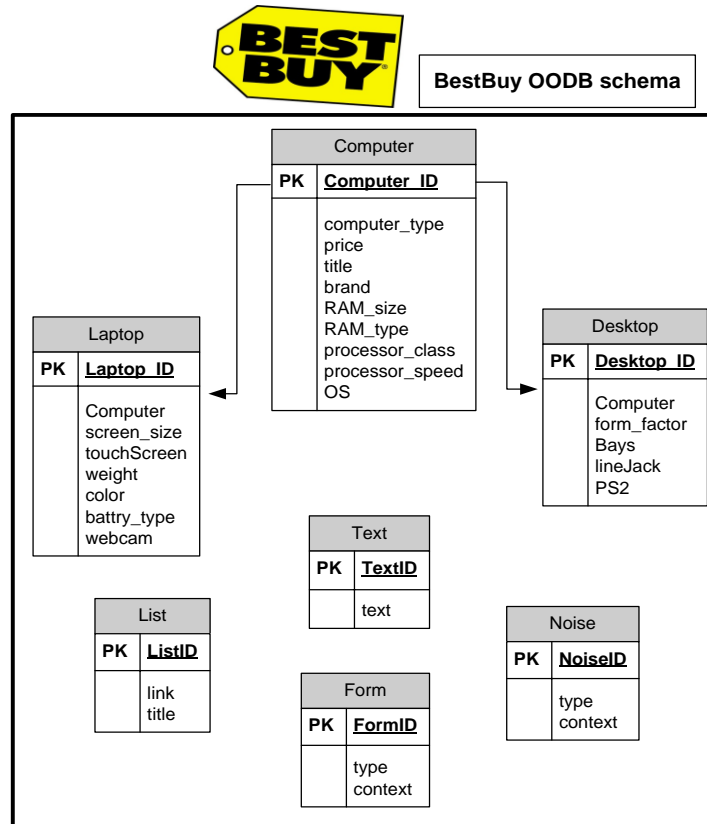 BEST
BUY
BestBuy OODB schema
Computer
PK Computer_ID
computer_type
price
title
brand
RAM_size
RAM_type
processor_class
processor_speed
OS
Laptop
PK Laptop_ID
Computer
screen_size
touchScreen
weight
color
battry_type
webcam
Desktop
PK Desktop_ID
Computer
form_factor
Bays
lineJack
PS2
Text
PK TextID
text
List
PK ListID
link
title
Noise
PK NoiseID
type
context
Form
PK FormID
type
context